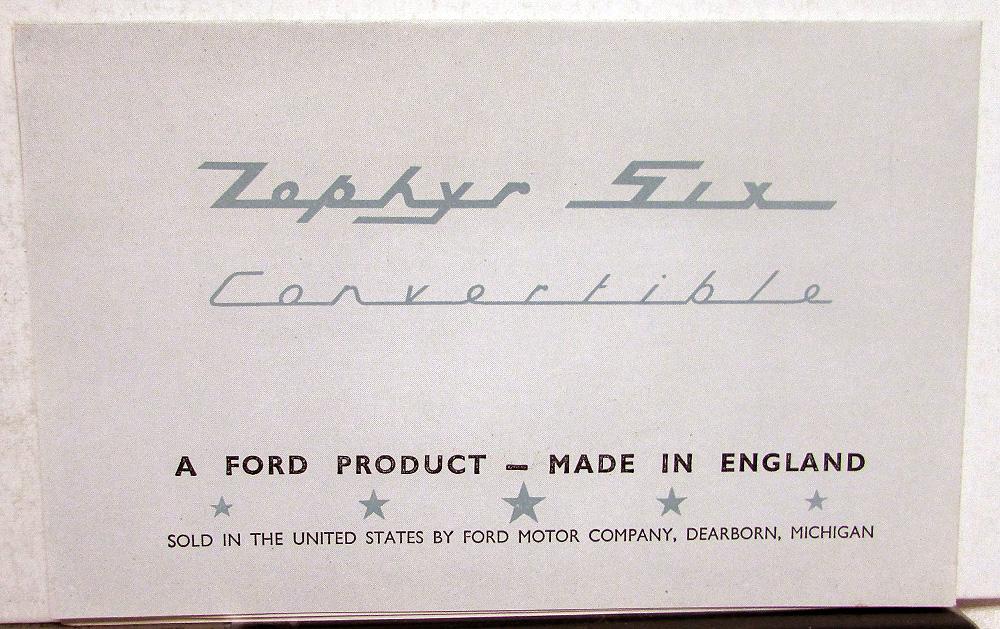 Zephyr Six
Convertible
A FORD PRODUCT – MADE IN ENGLAND
SOLD IN THE UNITED STATES BY FORD MOTOR COMPANY, DEARBORN, MICHIGAN